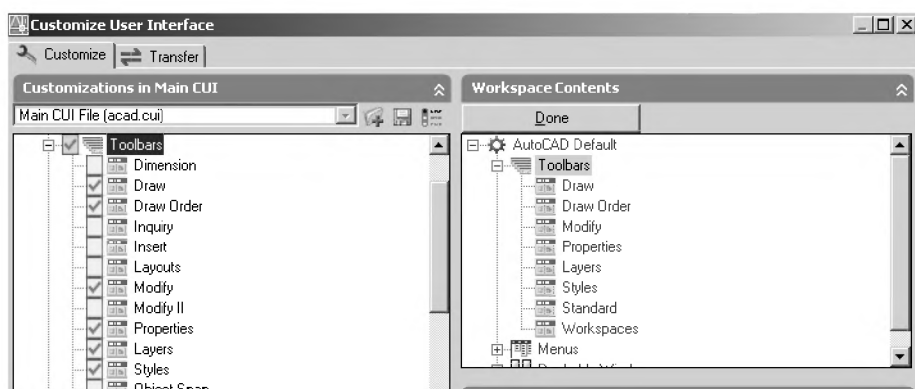 Customize User Interface
Customize
Transfer
Customizations in Main CUI
Main CUI File (acad.cui)
Toolbars
Dimension
Draw
Draw Order
Inquiry
Insert
Layouts
Modify
Modify II
Properties
Layers
Styles
Object Snap
Workspace Contents
Done
AutoCAD Default
Toolbars
Draw
Draw Order
Modify
Properties
Layers
Styles
Standard
Workspaces
Menus